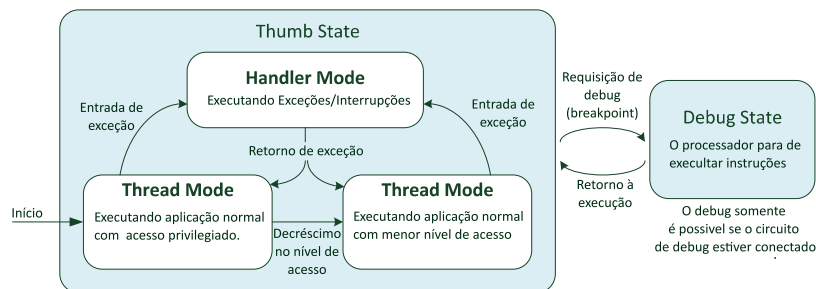 Thumb State
Handler Mode
Executando Exceções/Interrupções
Entrada de
exceção
Entrada de
exceção
Retorno de exceção
Início
Thread Mode
Executando aplicação normal
com acesso privilegiado.
Decréscimo
no nível de
acesso
Thread Mode
Executando aplicação normal
com menor nível de acesso
Requisição de
debug
(breakpoint)
Retorno à
execução
Debug State
O processador para de
execultar instruções
O debug somente
é possivel se o circuito
de debug estiver conectado